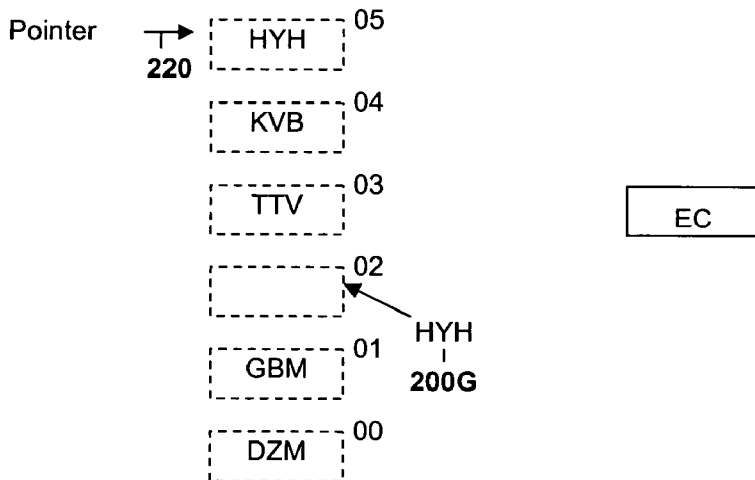 Pointer
220
HYH
05
KVB
04
TTV
03
EC
02
HYH
200G
GBM
01
DZM
00